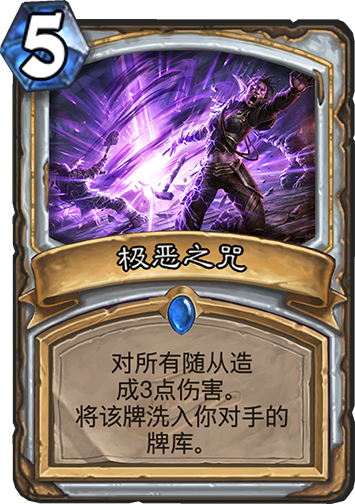 5
极恶之咒
对所有随从造
成3点伤害。
将该牌洗入你对手的
牌库。